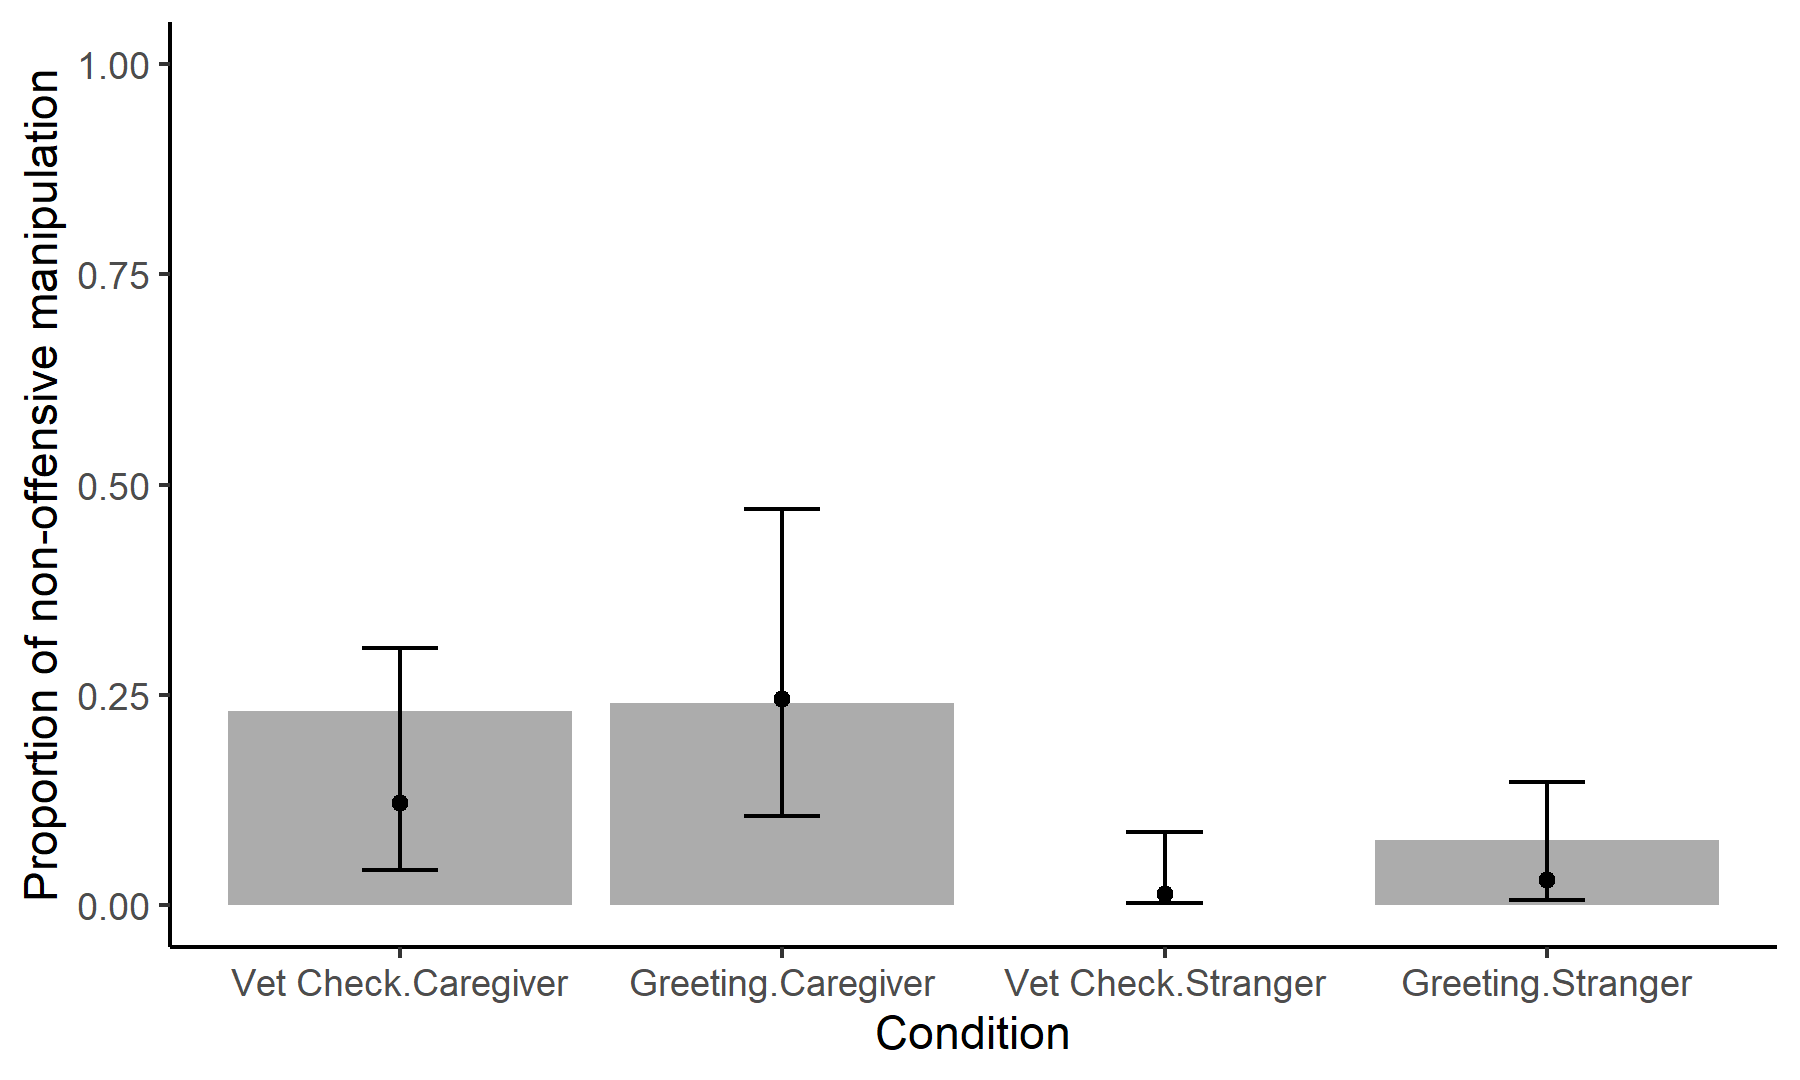 Proportion of non-offensive manipulation
1.00
0.75
0.50
0.25
0.00
Vet Check.Caregiver
Greeting.Caregiver
Vet Check.Stranger
Greeting.Stranger
Condition